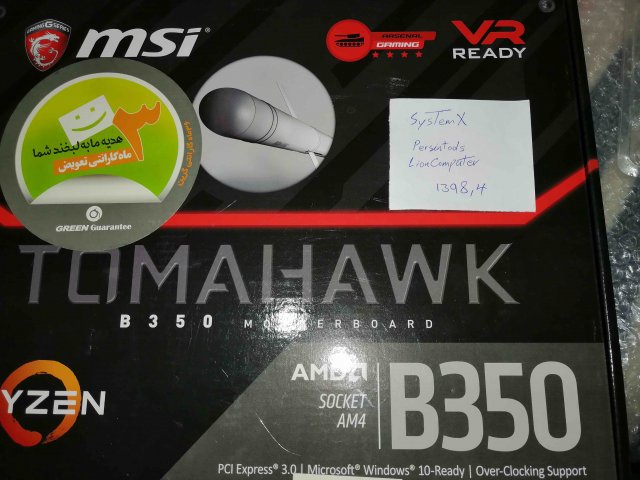 msi
ARSENAL
GAMING
VR
READY
SysTemX
Persentools
LionComputer
1398,4
۳
هدیه ما به لبخند شما
ماه گارانتی تعویض
GREEN Guarantee
TOMAHAWK
B350 MOTHERBOARD
YZEN
AMD
SOCKET
AM4
B350
PCI Express® 3.0 | Microsoft® Windows® 10-Ready | Over-Clocking Support